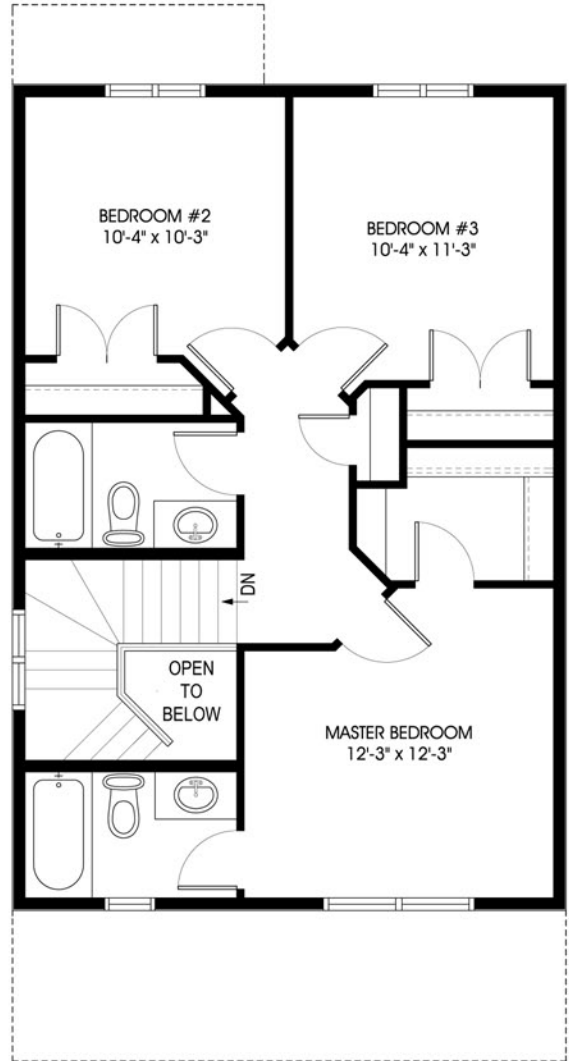 BEDROOM #2
10'-4" x 10'-3"
BEDROOM #3
10'-4" x 11'-3"
DN
OPEN
TO
BELOW
MASTER BEDROOM
12'-3" x 12'-3"